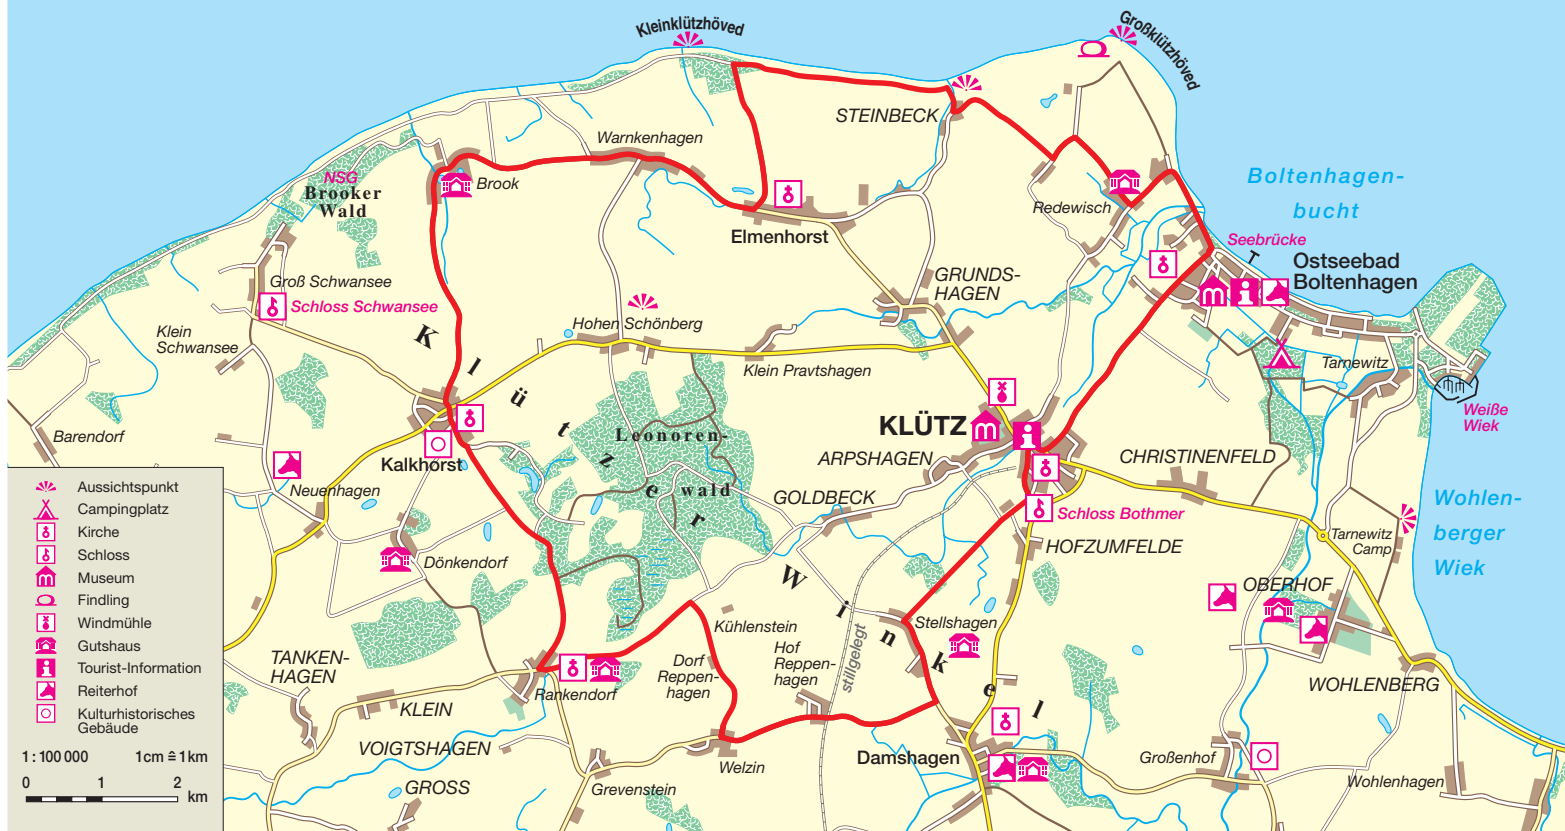 Kleinklützhöved
Großklützhöved
STEINBECK
Warnkenhagen
NSG
Brooker
Wald
Brook
Redewisch
Elmenhorst
Boltenhagen-
bucht
Seebrücke
Ostseebad
Boltenhagen
Groß Schwansee
Schloss Schwansee
GRUNDS-
HAGEN
Klein
Schwansee
Hohen Schönberg
Klein Pravtshagen
Tarnewitz
Weiße
Wiek
Klützer
Winkel
Barendorf
Leonoren-
wald
KLÜTZ
ARPSHAGEN
CHRISTINENFELD
Kalkhorst
Neuenhagen
GOLDBECK
Schloss Bothmer
Wohlen-
berger
Wiek
HOFZUMFELDE
Tarnewitz
Camp
Dönkendorf
OBERHOF
Kühlenstein
Stellshagen
Hof
Reppen-
hagen
stillgelegt
Dorf
Reppen-
hagen
TANKEN-
HAGEN
Rankendorf
WOHLENBERG
KLEIN
VOIGTSHAGEN
Welzin
Damshagen
Großenhof
Wohlenhagen
GROSS
Grevenstein
Aussichtspunkt
Campingplatz
Kirche
Schloss
Museum
Findling
Windmühle
Gutshaus
Tourist-Information
Reiterhof
Kulturhistorisches
Gebäude
1 : 100 000 1cm ≙ 1 km
0 1 2
km